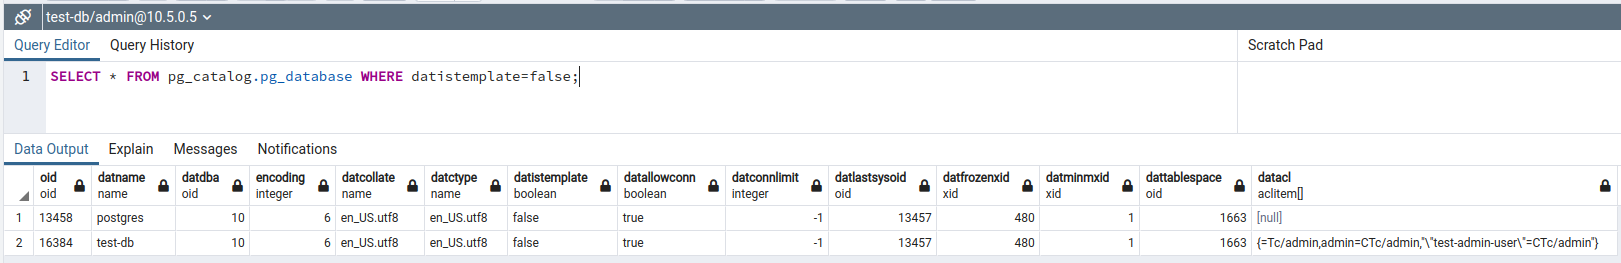 test-db/admin@10.5.0.5
Query Editor Query History Scratch Pad
1 SELECT * FROM pg_catalog.pg_database WHERE datistemplate=false;
Data Output Explain Messages Notifications
oid datname datdba encoding datcollate datctype datistemplate datallowconn datconnlimit datlastsysoid datfrozenxid datminmxid dattablespace datacl
oid name oid integer name name boolean boolean integer oid xid xid oid aclitem[]
1 13458 postgres 10 6 en_US.utf8 en_US.utf8 false true -1 13457 480 1 1663 [null]
2 16384 test-db 10 6 en_US.utf8 en_US.utf8 false true -1 13457 480 1 1663 {=Tc/admin,admin=CTc/admin,"\"test-admin-user\"=CTc/admin"}